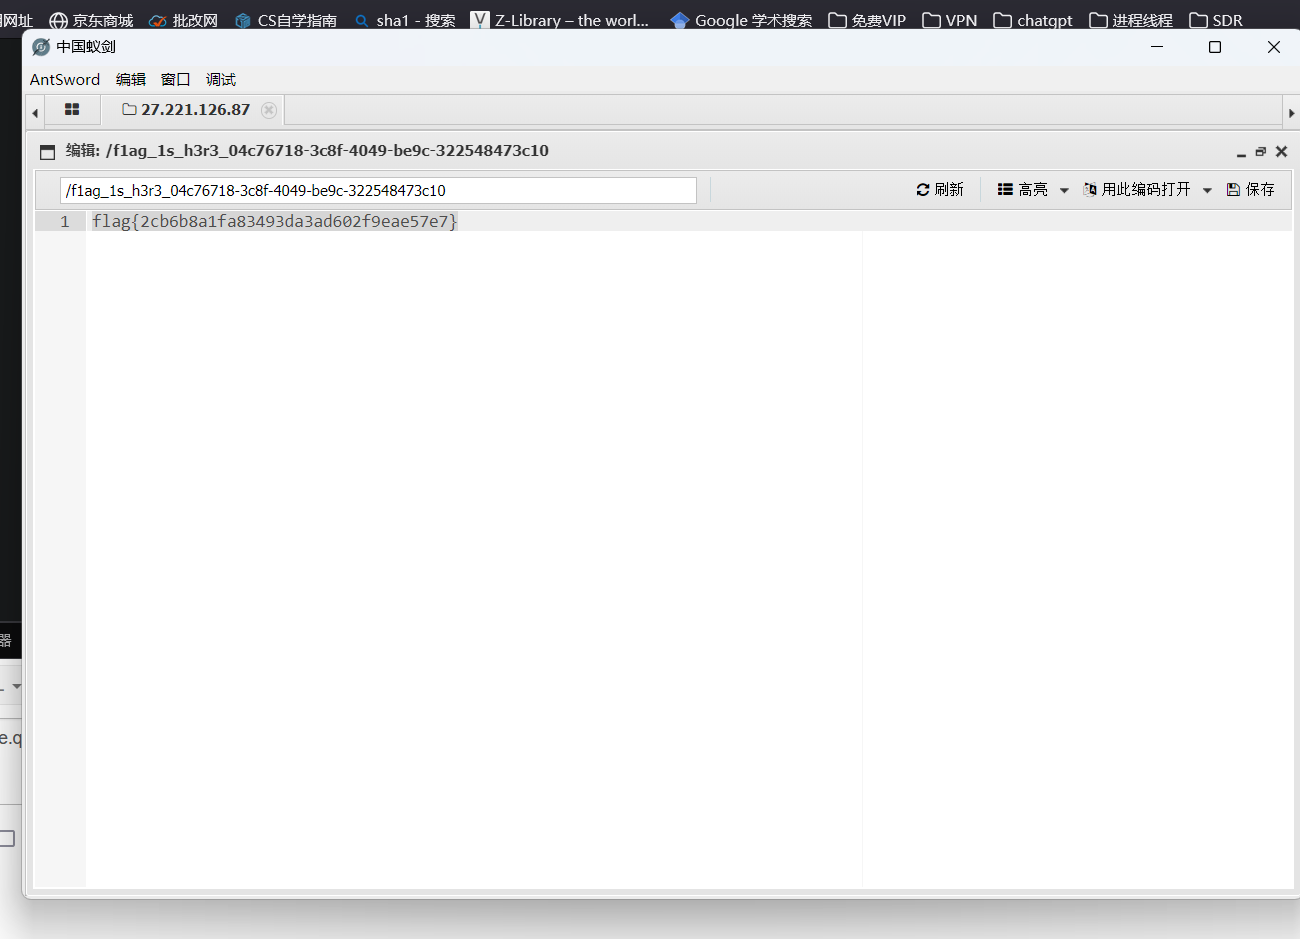 网址 京东商城 批改网 CS自学指南 sha1 - 搜索 Z-Library – the worl... Google 学术搜索 免费VIP VPN chatgpt 进程线程 SDR
中国蚁剑
AntSword 编辑 窗口 调试
27.221.126.87
编辑: /f1ag_1s_h3r3_04c76718-3c8f-4049-be9c-322548473c10
/f1ag_1s_h3r3_04c76718-3c8f-4049-be9c-322548473c10 刷新 高亮 用此编码打开 保存
1 flag{2cb6b8a1fa83493da3ad602f9eae57e7}
器
e.q